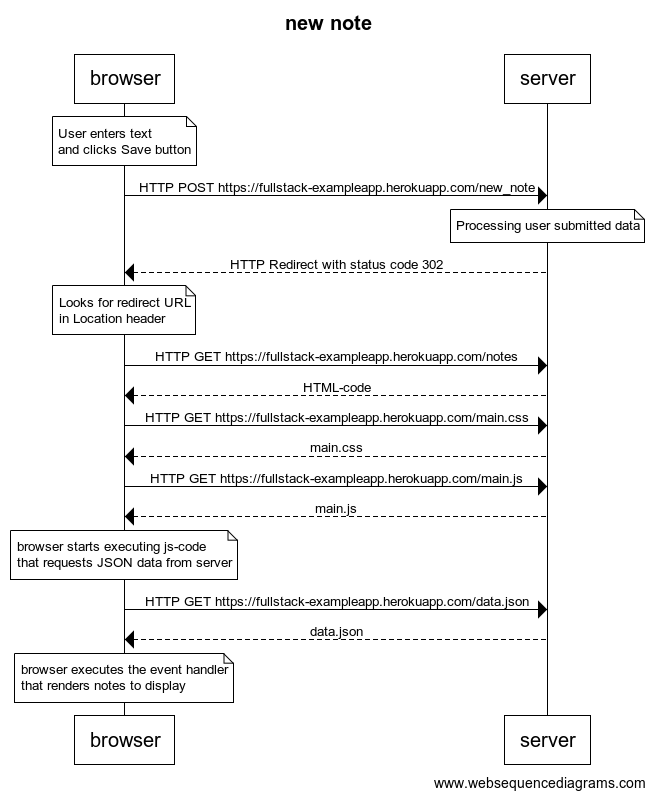 new note
browser
server
User enters text
and clicks Save button
HTTP POST https://fullstack-exampleapp.herokuapp.com/new_note
Processing user submitted data
HTTP Redirect with status code 302
Looks for redirect URL
in Location header
HTTP GET https://fullstack-exampleapp.herokuapp.com/notes
HTML-code
HTTP GET https://fullstack-exampleapp.herokuapp.com/main.css
main.css
HTTP GET https://fullstack-exampleapp.herokuapp.com/main.js
main.js
browser starts executing js-code
that requests JSON data from server
HTTP GET https://fullstack-exampleapp.herokuapp.com/data.json
data.json
browser executes the event handler
that renders notes to display
browser
server
www.websequencediagrams.com